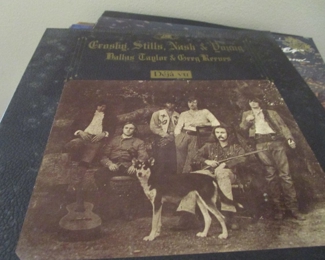 Crosby, Stills, Nash & Young
Dallas Taylor & Greg Reeves
Déjà vu